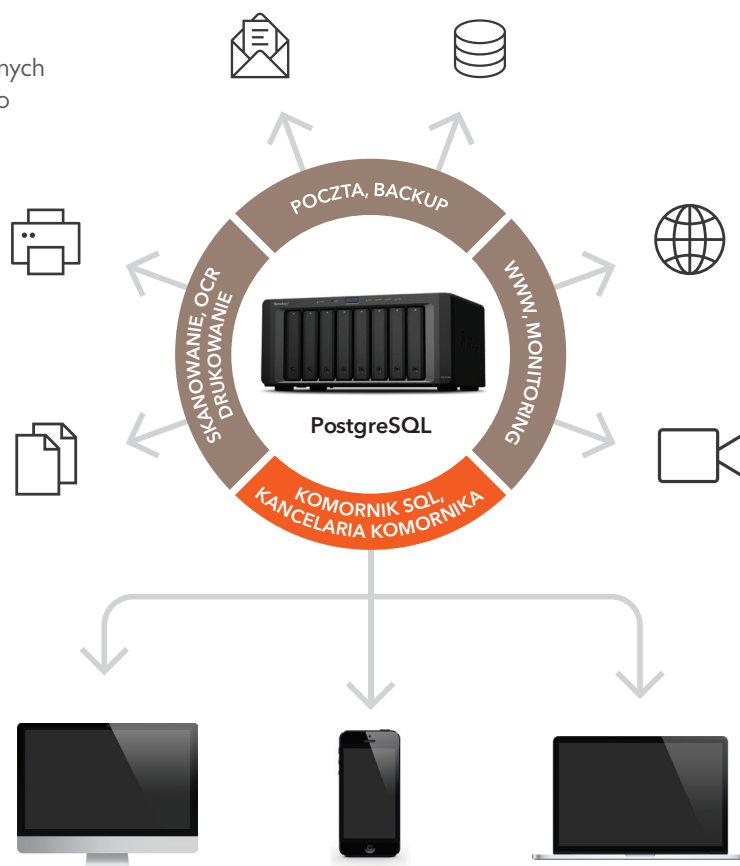 nych
o
POCZTA, BACKUP
SKANOWANIE, OCR
DRUKOWANIE
WWW, MONITORING
PostgreSQL
KOMORNIK SQL,
KANCELARIA KOMORNIKA